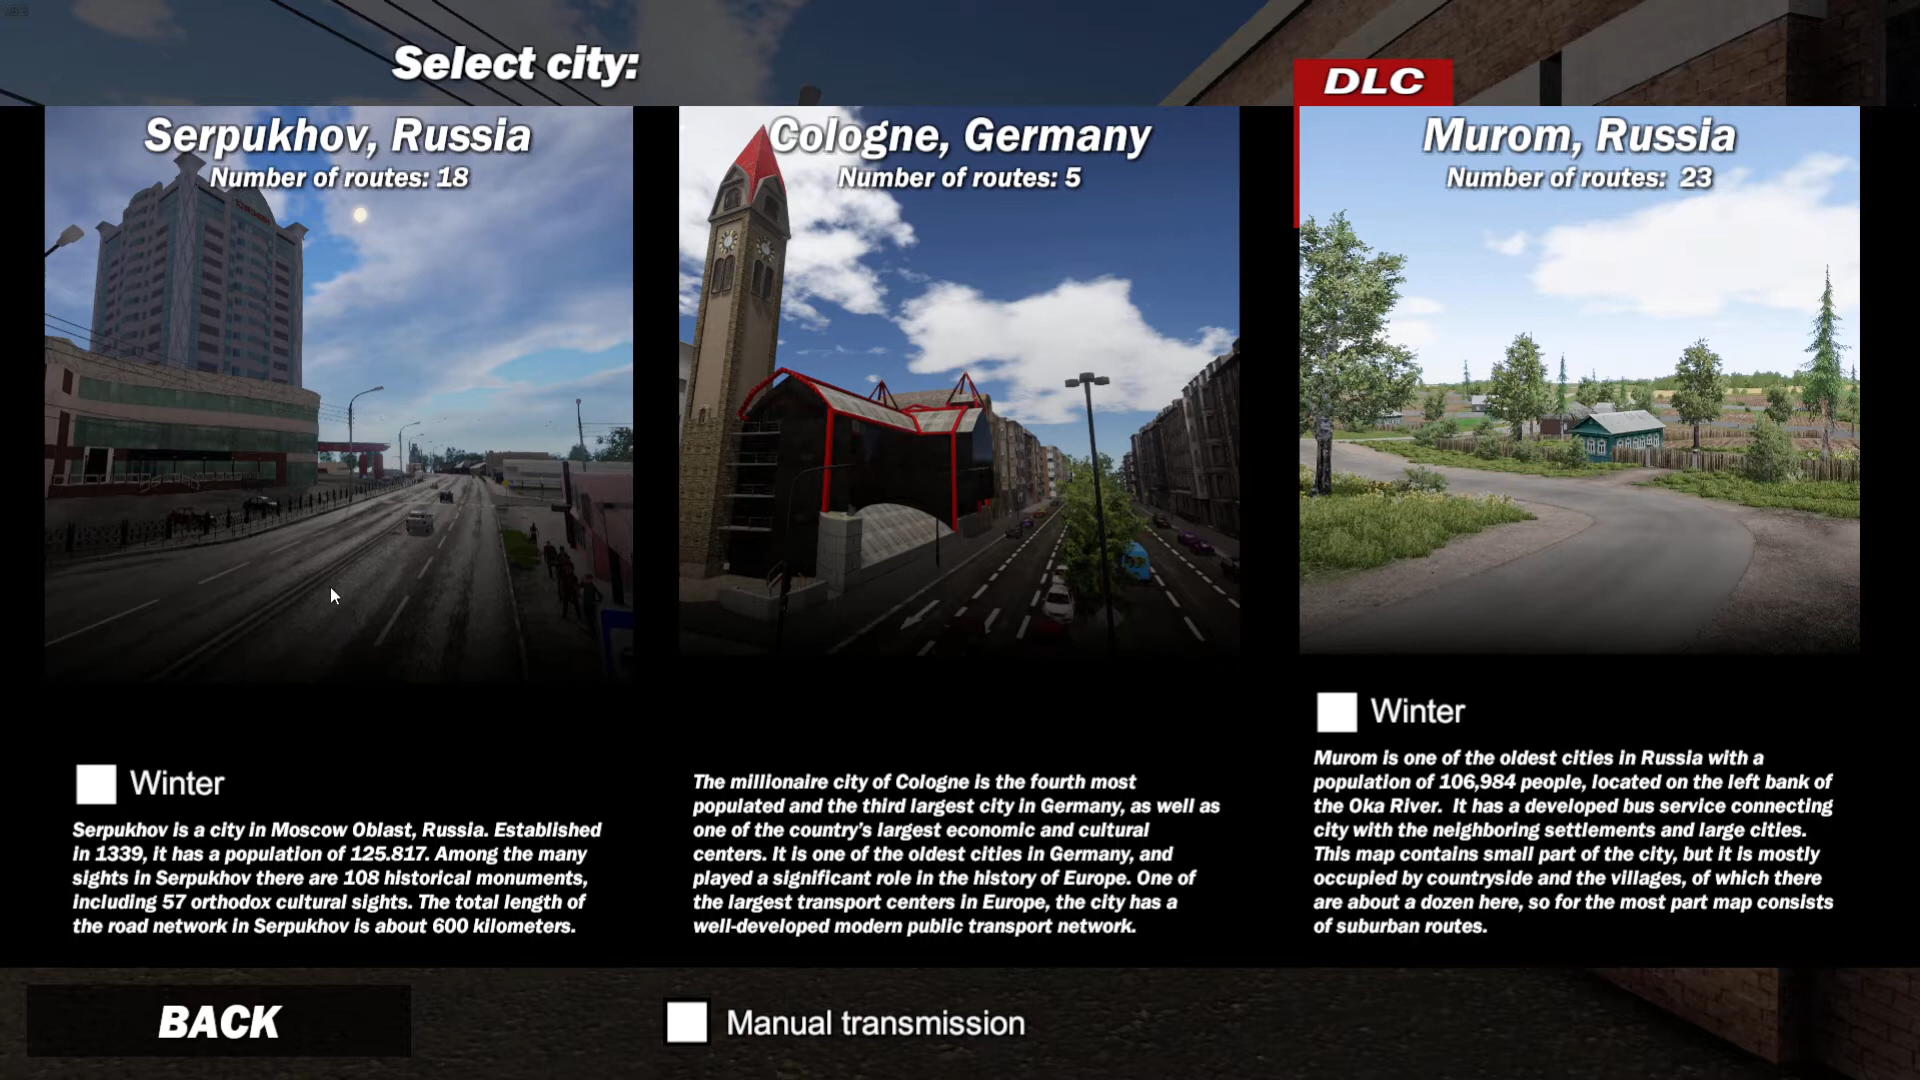 Select city:
DLC
Serpukhov, Russia
Number of routes: 18
Cologne, Germany
Number of routes: 5
Murom, Russia
Number of routes: 23
Winter
Serpukhov is a city in Moscow Oblast, Russia. Established
in 1339, it has a population of 125.817. Among the many
sights in Serpukhov there are 108 historical monuments,
including 57 orthodox cultural sights. The total length of
the road network in Serpukhov is about 600 kilometers.
The millionaire city of Cologne is the fourth most
populated and the third largest city in Germany, as well as
one of the country's largest economic and cultural
centers. It is one of the oldest cities in Germany, and
played a significant role in the history of Europe. One of
the largest transport centers in Europe, the city has a
well-developed modern public transport network.
Winter
Murom is one of the oldest cities in Russia with a
population of 106,984 people, located on the left bank of
the Oka River. It has a developed bus service connecting
city with the neighboring settlements and large cities.
This map contains small part of the city, but it is mostly
occupied by countryside and the villages, of which there
are about a dozen here, so for the most part map consists
of suburban routes.
BACK
Manual transmission